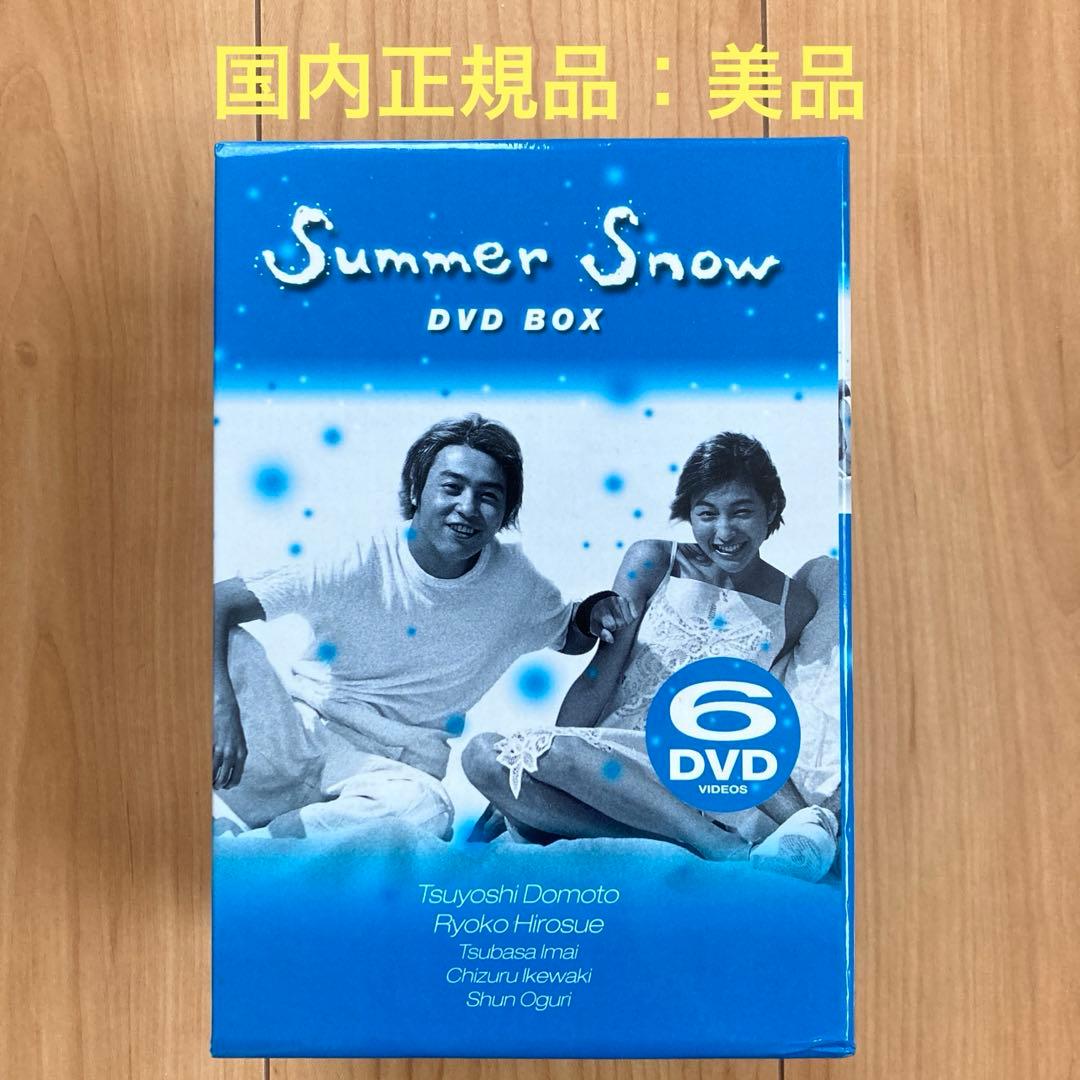 国内正規品：美品
Summer Snow
DVD BOX
6
DVD
VIDEOS
Tsuyoshi Domoto
Ryoko Hirosue
Tsubasa Imai
Chizuru Ikewaki
Shun Oguri